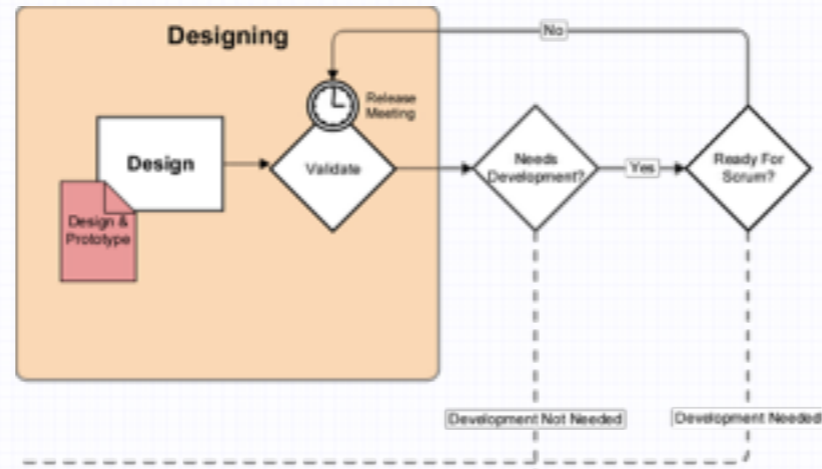 Designing
No
Release
Meeting
Design
Validate
Needs
Development?
Yes
Ready For
Scrum?
Design &
Prototype
Development Not Needed
Development Needed